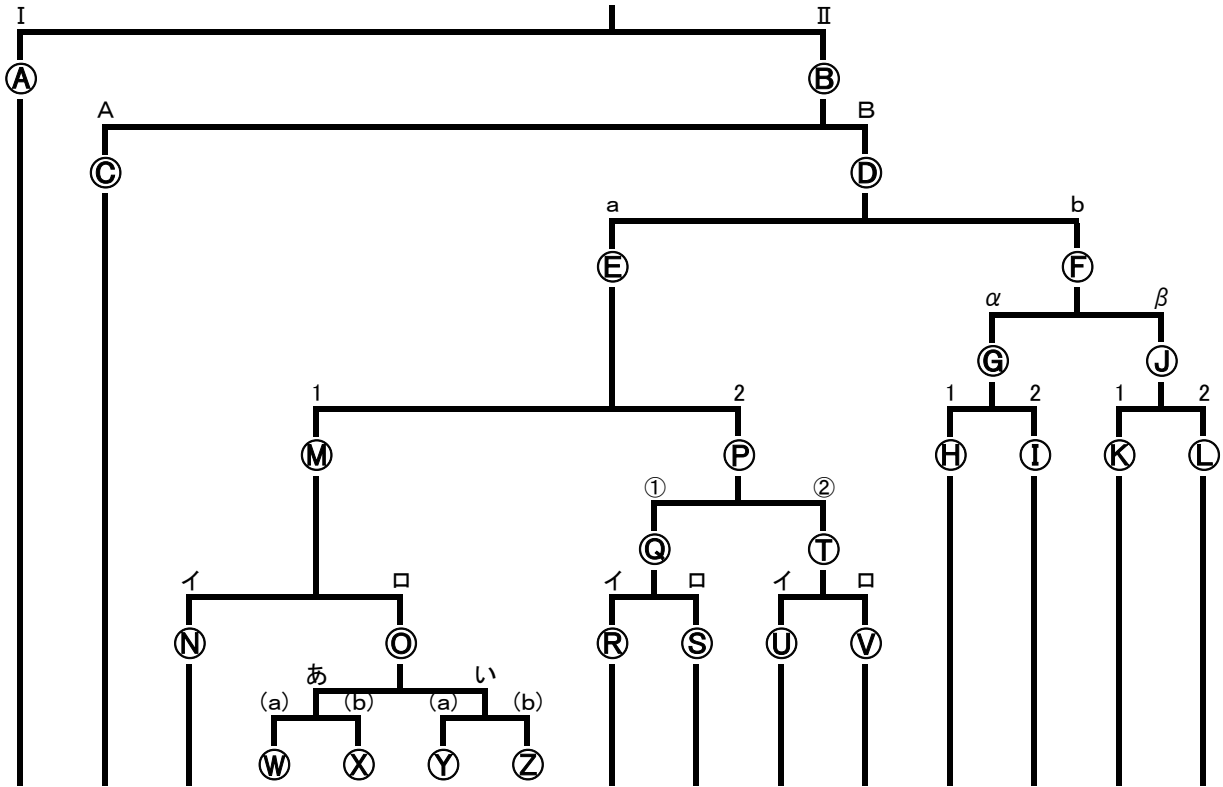 Ⅰ Ⅱ
Ⓐ Ⓑ
A B
Ⓒ Ⓓ
a b
Ⓔ Ⓕ
α β
Ⓖ Ⓙ
1 2 1 2 1 2
Ⓜ Ⓟ Ⓗ Ⓘ Ⓚ Ⓛ
① ②
Ⓠ Ⓣ
イ ロ イ ロ イ ロ
Ⓝ Ⓞ Ⓡ Ⓢ Ⓤ Ⓥ
あ い
(a) (b) (a) (b)
Ⓦ Ⓧ Ⓨ Ⓩ